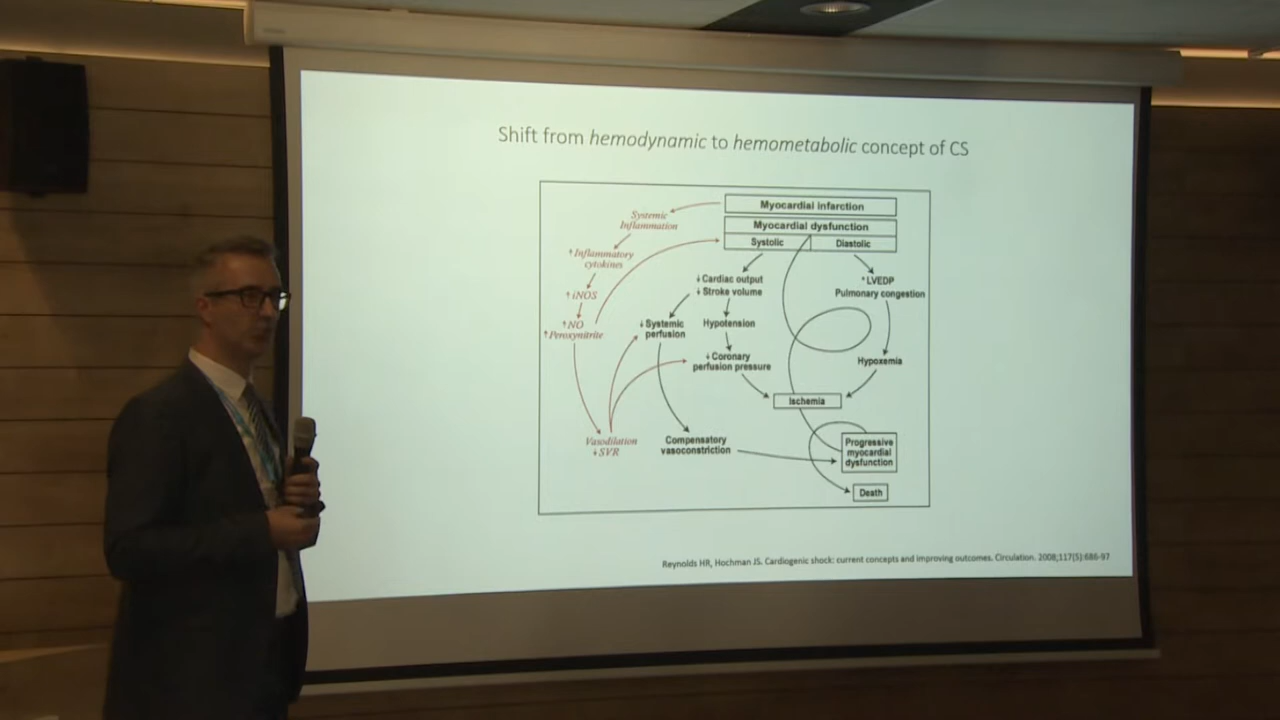 Shift from hemodynamic to hemometabolic concept of CS
Myocardial infarction
Myocardial dysfunction
Systolic
Diastolic
Systemic
Inflammation
↑Inflammatory
cytokines
↑iNOS
↑NO
↑Peroxynitrite
↓Cardiac output
↓Stroke volume
↑LVEDP
Pulmonary congestion
↓Systemic
perfusion
Hypotension
↓Coronary
perfusion pressure
Hypoxemia
Ischemia
Vasodilation
↓SVR
Compensatory
vasoconstriction
Progressive
myocardial
dysfunction
Death
Reynolds HR, Hochman JS. Cardiogenic shock: current concepts and improving outcomes. Circulation. 2008;117(5):686-97